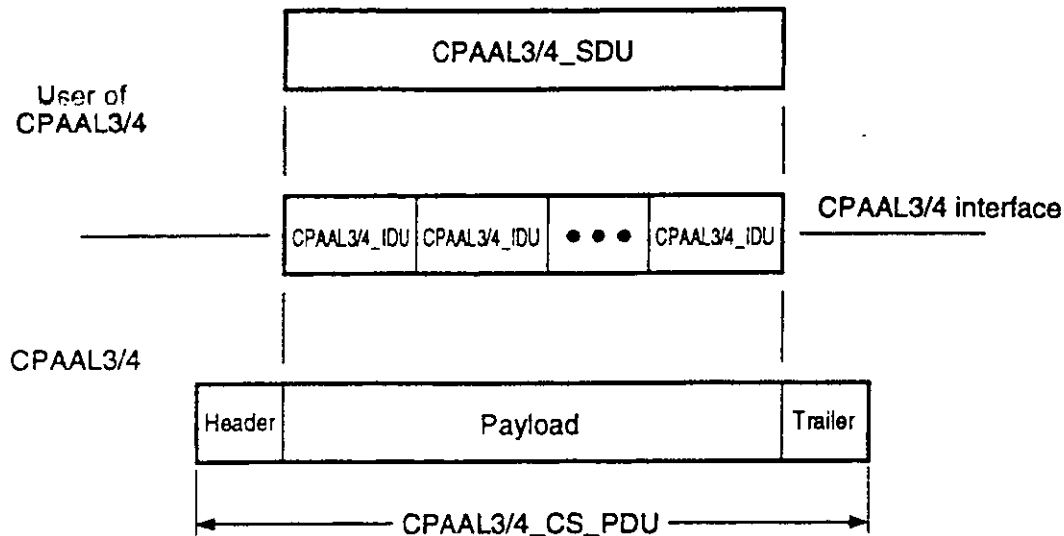 CPAAL3/4_SDU
User of
CPAAL3/4
CPAAL3/4_IDU CPAAL3/4_IDU ● ● ● CPAAL3/4_IDU
CPAAL3/4 interface
CPAAL3/4
Header Payload Trailer
CPAAL3/4_CS_PDU